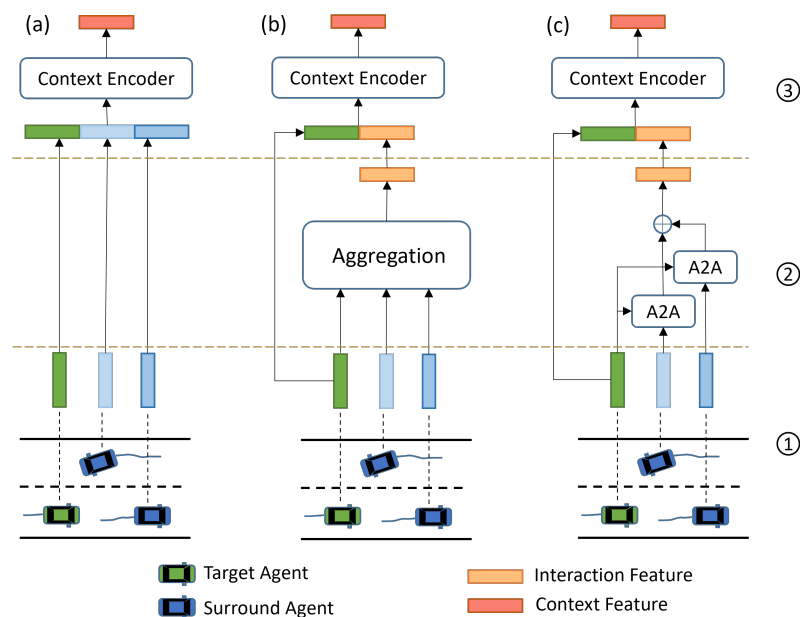 (a) (b) (c)
Context Encoder Context Encoder Context Encoder ③
Aggregation A2A ②
A2A
①
Target Agent Interaction Feature
Surround Agent Context Feature